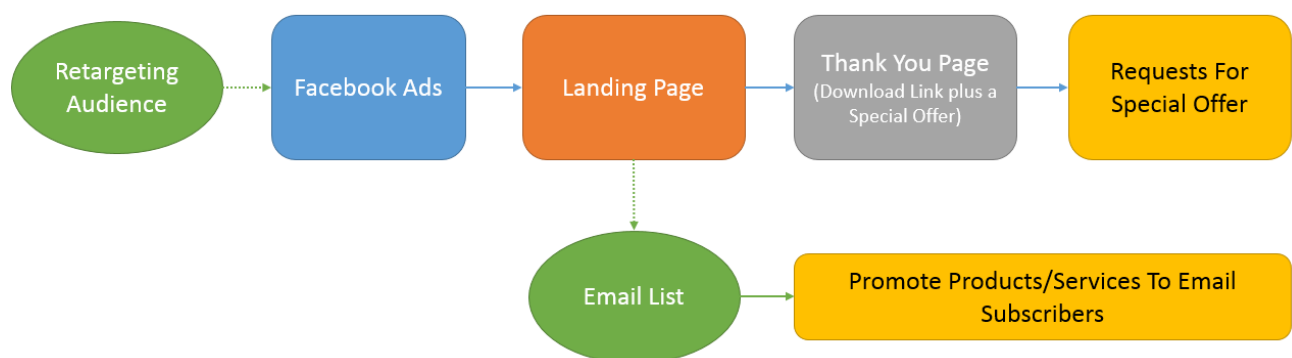 Retargeting
Audience
Facebook Ads
Landing Page
Thank You Page
(Download Link plus a
Special Offer)
Requests For
Special Offer
Email List
Promote Products/Services To Email
Subscribers